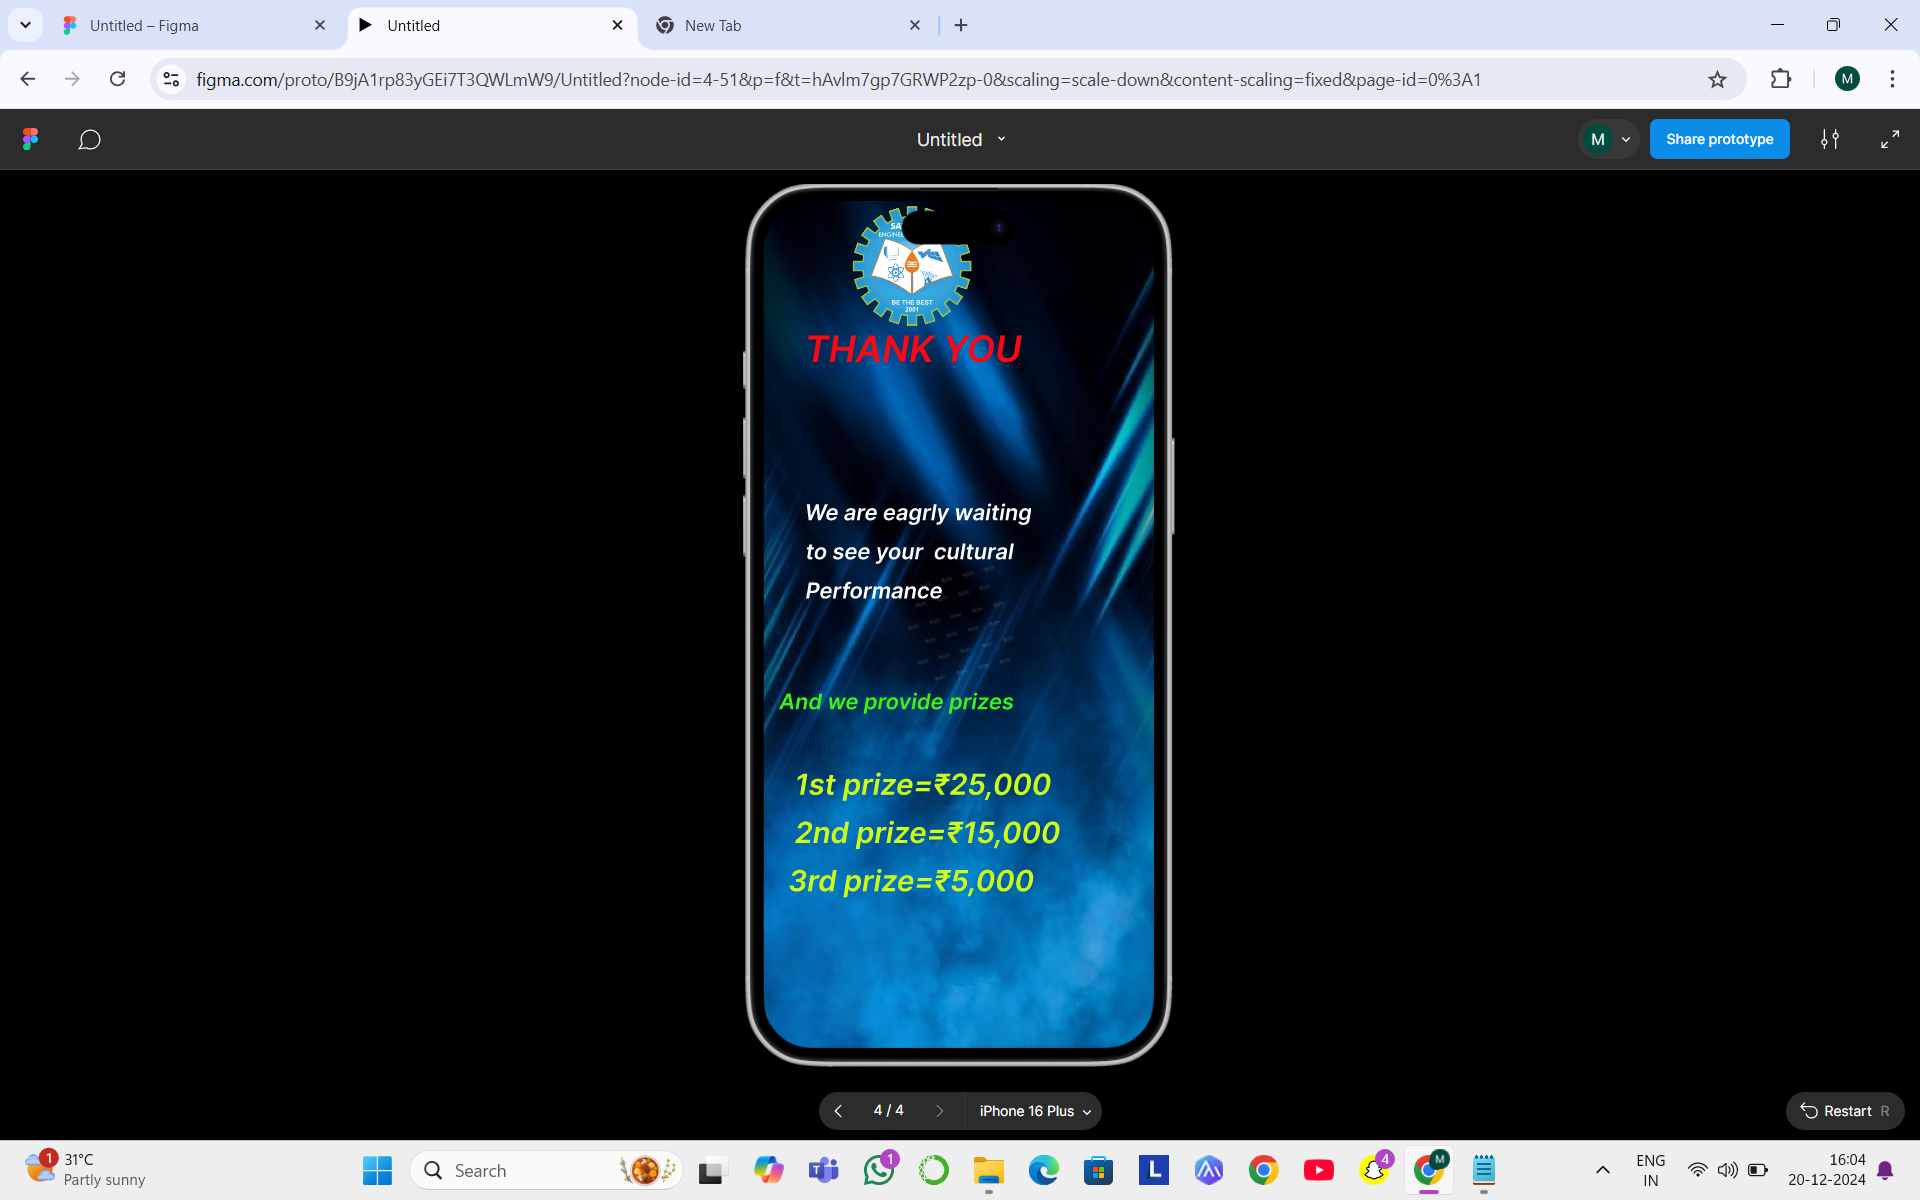 Untitled – Figma
Untitled
New Tab
figma.com/proto/B9jA1rp83yGEi7T3QWLmW9/Untitled?node-id=4-51&p=f&t=hAvlm7gp7GRWP2zp-0&scaling=scale-down&content-scaling=fixed&page-id=0%3A1
M
Untitled
M
Share prototype
BE THE BEST
2001
THANK YOU
We are eagrly waiting
to see your cultural
Performance
And we provide prizes
1st prize=₹25,000
2nd prize=₹15,000
3rd prize=₹5,000
4 / 4
iPhone 16 Plus
Restart R
1
31°C
Partly sunny
Search
1
L
4
M
ENG
IN
16:04
20-12-2024